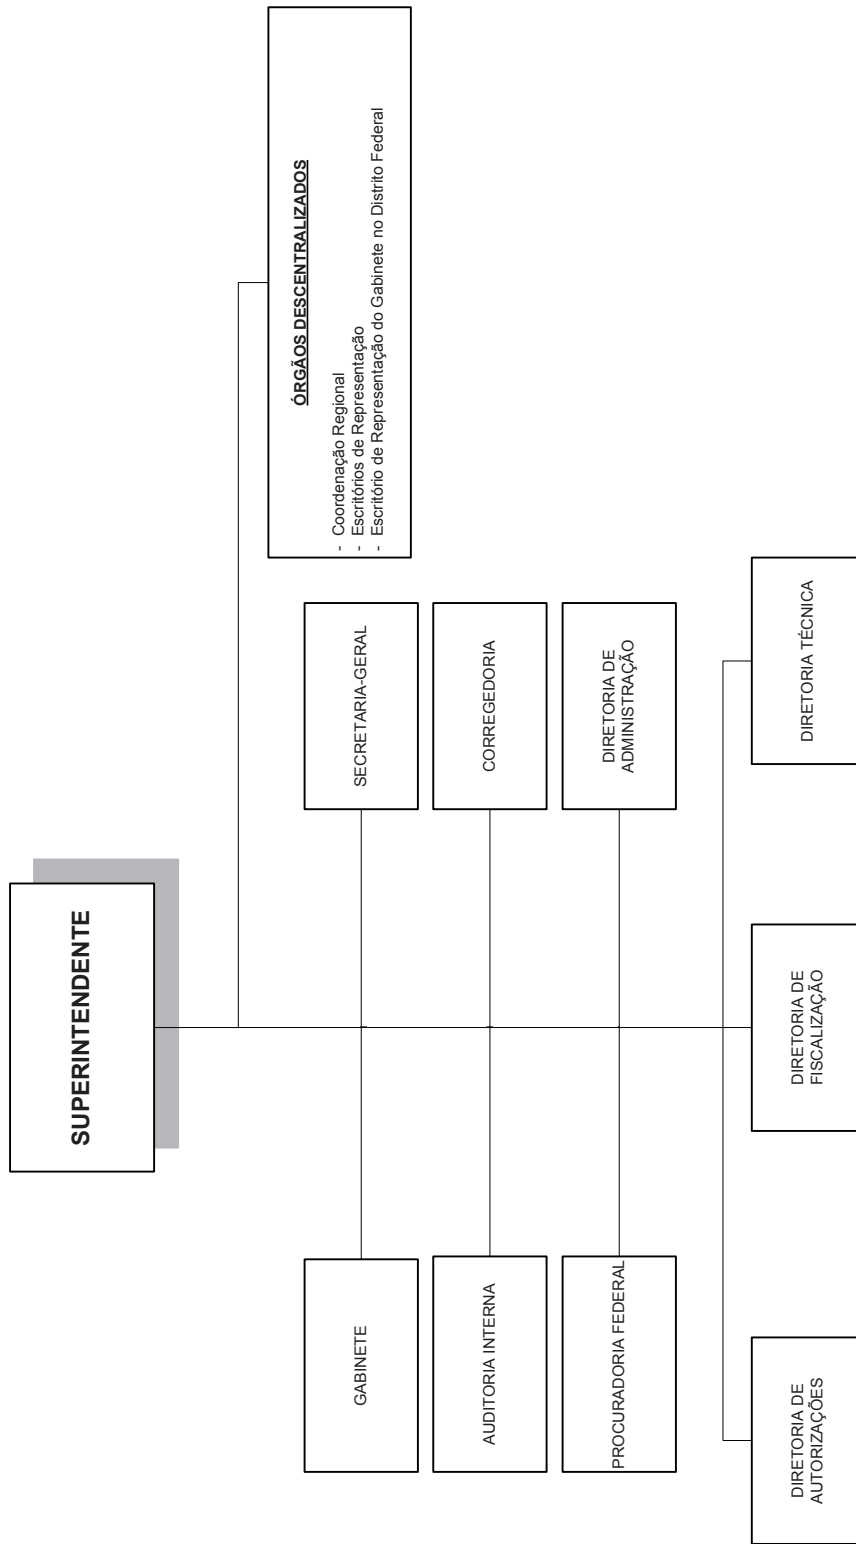 SUPERINTENDENTE
ÓRGÃOS DESCENTRALIZADOS
- Coordenação Regional
- Escritórios de Representação
- Escritório de Representação do Gabinete no Distrito Federal
GABINETE
SECRETARIA-GERAL
AUDITORIA INTERNA
CORREGEDORIA
PROCURADORIA FEDERAL
DIRETORIA DE
ADMINISTRAÇÃO
DIRETORIA DE
AUTORIZAÇÕES
DIRETORIA DE
FISCALIZAÇÃO
DIRETORIA TÉCNICA